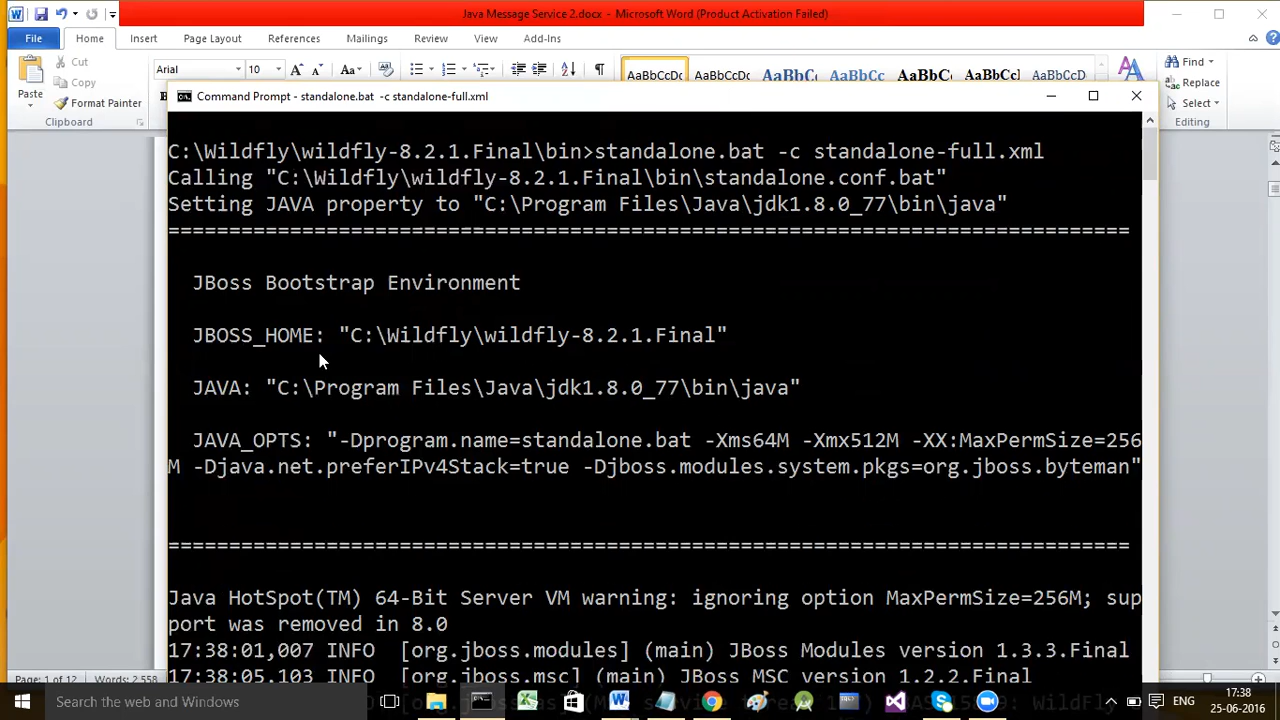 Java Message Service 2.docx - Microsoft Word (Product Activation Failed)
File Home Insert Page Layout References Mailings Review View Add-Ins
Cut
Copy
Format Painter
Paste
Clipboard
Arial 10
AaBbCcDc AaBbCcDc AaBbC AaBbCc AaBbC AaBbCc AaBbCcD
Find
Replace
Select
Editing
Command Prompt - standalone.bat -c standalone-full.xml
C:\Wildfly\wildfly-8.2.1.Final\bin>standalone.bat -c standalone-full.xml
Calling "C:\Wildfly\wildfly-8.2.1.Final\bin\standalone.conf.bat"
Setting JAVA property to "C:\Program Files\Java\jdk1.8.0_77\bin\java"
===============================================================================
JBoss Bootstrap Environment
JBOSS_HOME: "C:\Wildfly\wildfly-8.2.1.Final"
JAVA: "C:\Program Files\Java\jdk1.8.0_77\bin\java"
JAVA_OPTS: "-Dprogram.name=standalone.bat -Xms64M -Xmx512M -XX:MaxPermSize=256
M -Djava.net.preferIPv4Stack=true -Djboss.modules.system.pkgs=org.jboss.byteman"
===============================================================================
Java HotSpot(TM) 64-Bit Server VM warning: ignoring option MaxPermSize=256M; sup
port was removed in 8.0
17:38:01,007 INFO [org.jboss.modules] (main) JBoss Modules version 1.3.3.Final
17:38:05,103 INFO [org.jboss.msc] (main) JBoss MSC version 1.2.2.Final
Page: 1 of 12 Words: 2,558
Search the web and Windows
ENG
17:38
25-06-2016